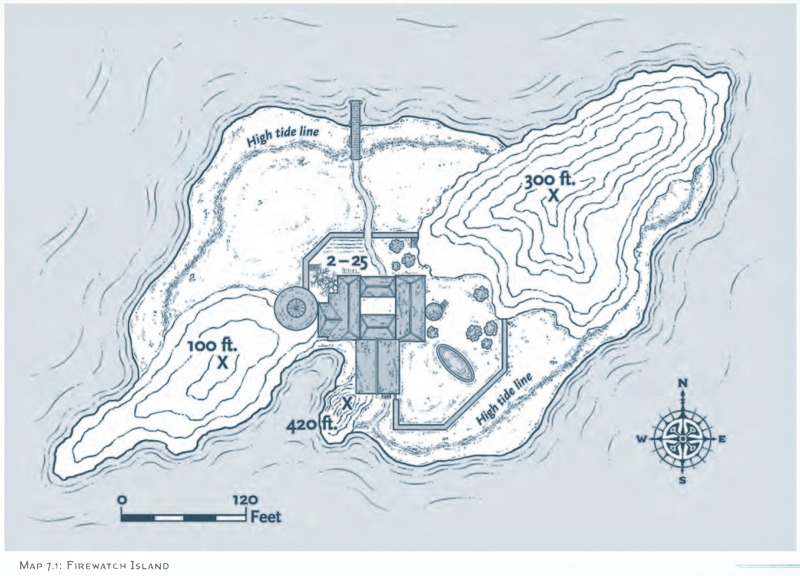 High tide line
300 ft.
X
2–25
100 ft.
X
X
420 ft.
High tide line
N
W E
S
0 120
Feet
Map 7.1: Firewatch Island